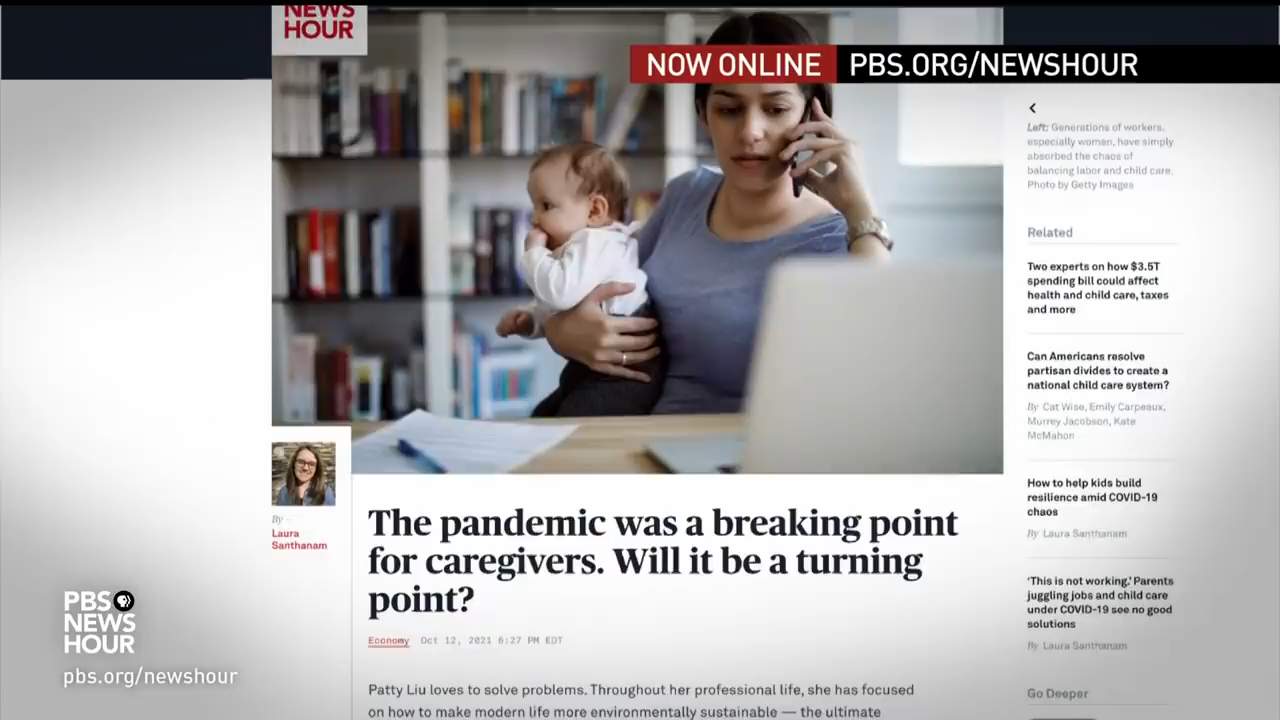 NEWS
HOUR
NOW ONLINE PBS.ORG/NEWSHOUR
Left: Generations of workers,
especially women, have simply
absorbed the chaos of
balancing labor and child care.
Photo by Getty Images
Related
Two experts on how $3.5T
spending bill could affect
health and child care, taxes
and more
Can Americans resolve
partisan divides to create a
national child care system?
By Cat Wise, Emily Carpeaux,
Murrey Jacobson, Kate
McMahon
How to help kids build
resilience amid COVID-19
chaos
By Laura Santhanam
'This is not working.' Parents
juggling jobs and child care
under COVID-19 see no good
solutions
By Laura Santhanam
Go Deeper
By –
Laura
Santhanam
The pandemic was a breaking point
for caregivers. Will it be a turning
point?
Economy Oct 12, 2021 6:27 PM EDT
Patty Liu loves to solve problems. Throughout her professional life, she has focused
on how to make modern life more environmentally sustainable — the ultimate
PBS
NEWS
HOUR
pbs.org/newshour